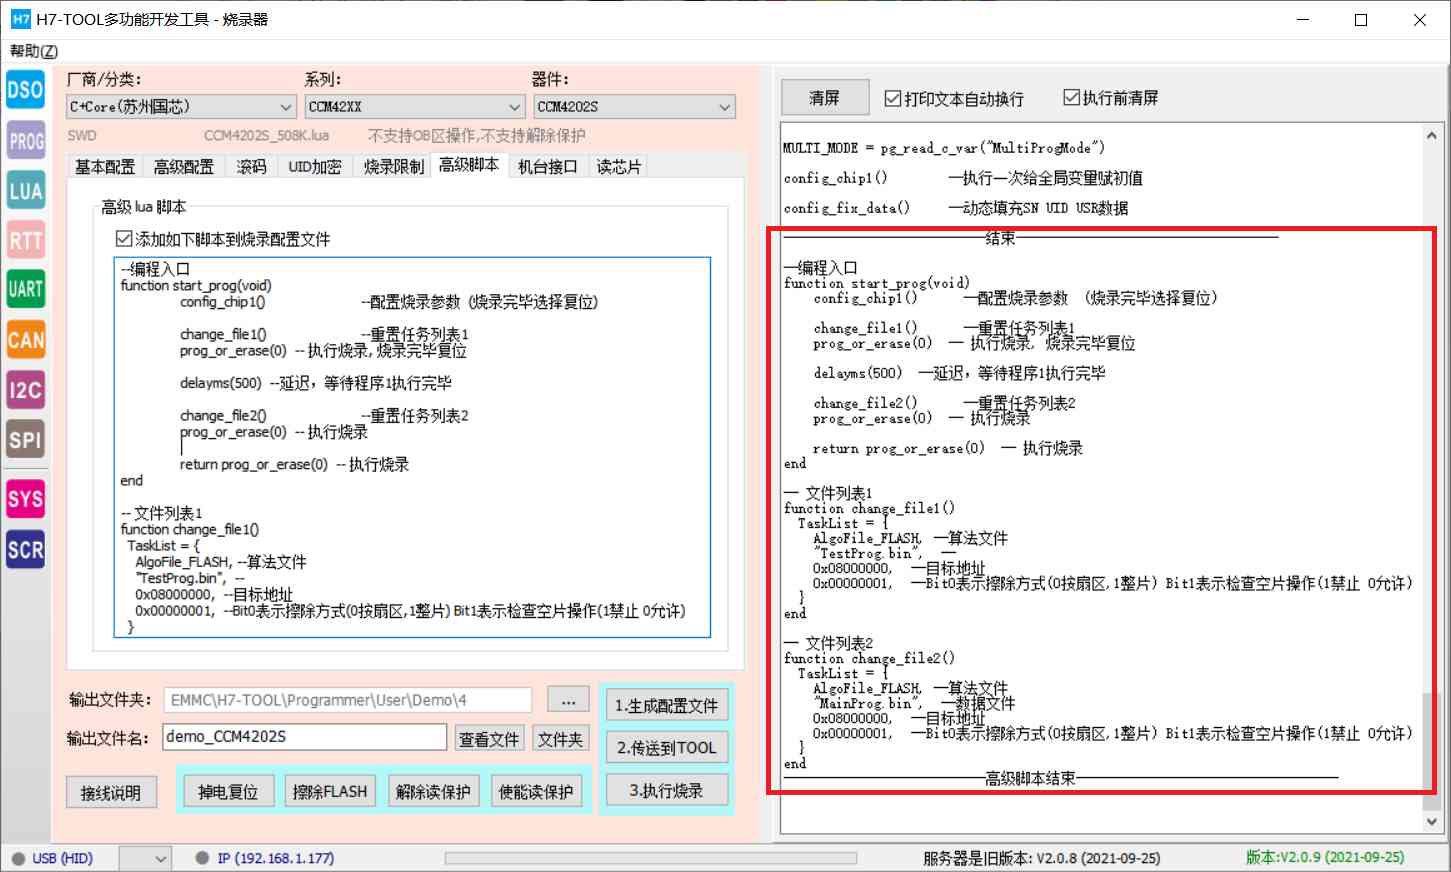 H7-TOOL多功能开发工具 - 烧录器
帮助(Z)
DSO
PROG
LUA
RTT
UART
CAN
I2C
SPI
SYS
SCR
厂商/分类:
系列:
器件:
C*Core(苏州国芯)
CCM42XX
CCM4202S
SWD
CCM4202S_508K.lua
不支持OB区操作,不支持解除保护
基本配置
高级配置
滚码
UID加密
烧录限制
高级脚本
机台接口
读芯片
高级 lua 脚本
添加如下脚本到烧录配置文件
--编程入口
function start_prog(void)
config_chip1() --配置烧录参数 (烧录完毕选择复位)
change_file1() --重置任务列表1
prog_or_erase(0) -- 执行烧录, 烧录完毕复位
delayms(500) --延迟，等待程序1执行完毕
change_file2() --重置任务列表2
prog_or_erase(0) -- 执行烧录
return prog_or_erase(0) -- 执行烧录
end
-- 文件列表1
function change_file1()
TaskList = {
AlgoFile_FLASH, --算法文件
"TestProg.bin", --
0x08000000, --目标地址
0x00000001, --Bit0表示擦除方式(0按扇区,1整片) Bit1表示检查空片操作(1禁止 0允许)
}
输出文件夹:
EMMC\H7-TOOL\Programmer\User\Demo\4
...
输出文件名:
demo_CCM4202S
查看文件
文件夹
1.生成配置文件
2.传送到TOOL
3.执行烧录
接线说明
掉电复位
擦除FLASH
解除读保护
使能读保护
清屏
打印文本自动换行
执行前清屏
MULTI_MODE = pg_read_c_var("MultiProgMode")
config_chip1() --执行一次给全局变量赋初值
config_fix_data() --动态填充SN UID USR数据
---------------------------结束-----------------------------------
--编程入口
function start_prog(void)
config_chip1() --配置烧录参数 (烧录完毕选择复位)
change_file1() --重置任务列表1
prog_or_erase(0) -- 执行烧录, 烧录完毕复位
delayms(500) --延迟，等待程序1执行完毕
change_file2() --重置任务列表2
prog_or_erase(0) -- 执行烧录
return prog_or_erase(0) -- 执行烧录
end
-- 文件列表1
function change_file1()
TaskList = {
AlgoFile_FLASH, --算法文件
"TestProg.bin", --
0x08000000, --目标地址
0x00000001, --Bit0表示擦除方式(0按扇区,1整片) Bit1表示检查空片操作(1禁止 0允许)
}
end
-- 文件列表2
function change_file2()
TaskList = {
AlgoFile_FLASH, --算法文件
"MainProg.bin", --数据文件
0x08000000, --目标地址
0x00000001, --Bit0表示擦除方式(0按扇区,1整片) Bit1表示检查空片操作(1禁止 0允许)
}
end
---------------------------高级脚本结束-----------------------------------
USB (HID)
IP (192.168.1.177)
服务器是旧版本: V2.0.8 (2021-09-25)
版本:V2.0.9 (2021-09-25)